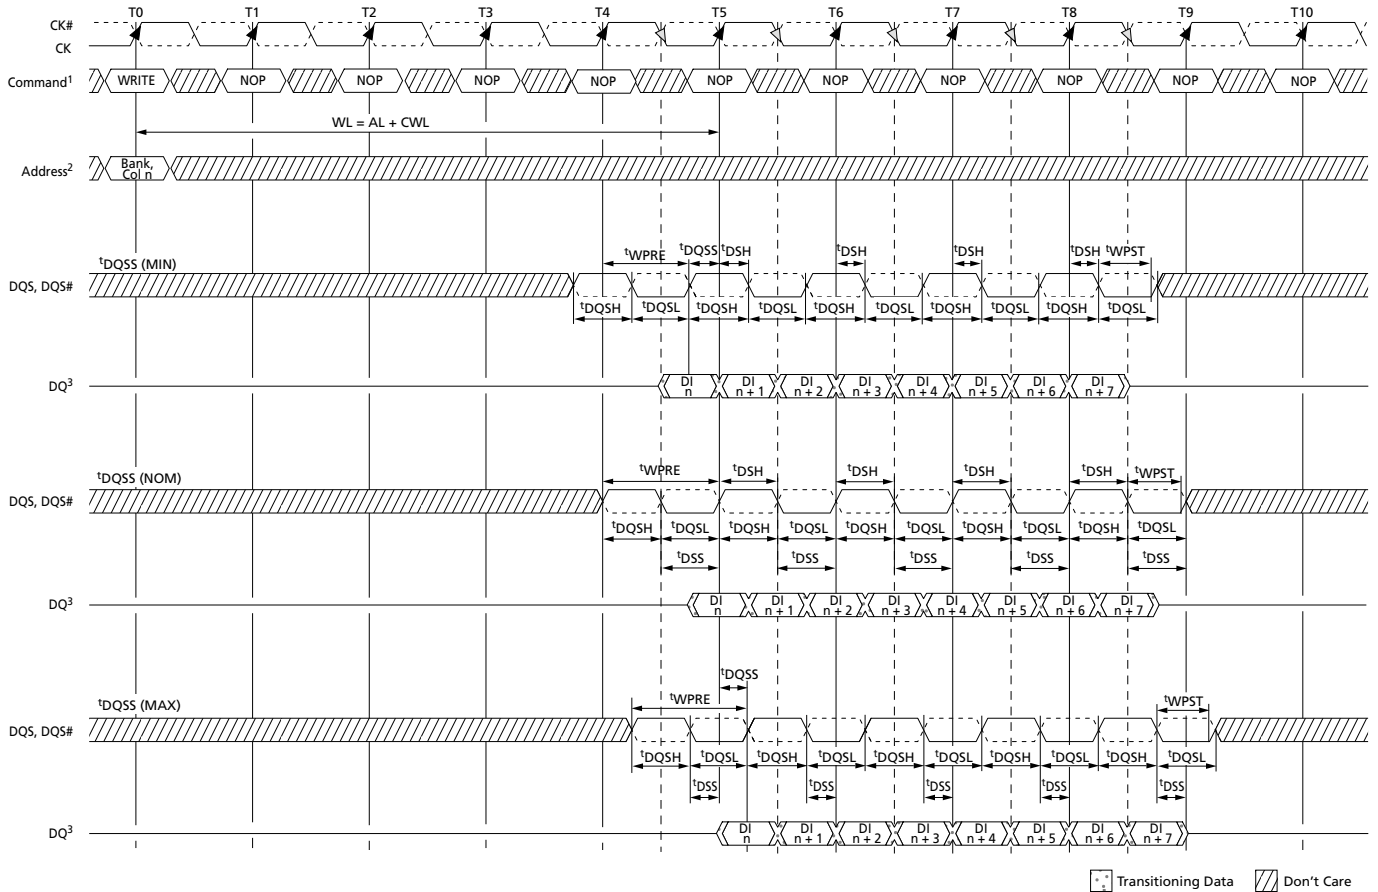 T0 T1 T2 T3 T4 T5 T6 T7 T8 T9 T10
CK#
CK
Command1 WRITE NOP NOP NOP NOP NOP NOP NOP NOP NOP NOP
WL = AL + CWL
Address2 Bank,
Col n
tDQSS (MIN) tWPRE tDQSS tDSH tDSH tDSH tDSH tWPST
DQS, DQS#
tDQSH tDQSL tDQSH tDQSL tDQSH tDQSL tDQSH tDQSL tDQSH tDQSL
DQ3 DI DI DI DI DI DI DI DI
n n + 1 n + 2 n + 3 n + 4 n + 5 n + 6 n + 7
tDQSS (NOM) tWPRE tDSH tDSH tDSH tDSH tWPST
DQS, DQS#
tDQSH tDQSL tDQSH tDQSL tDQSH tDQSL tDQSH tDQSL tDQSH tDQSL
tDSS tDSS tDSS tDSS tDSS
DQ3 DI DI DI DI DI DI DI DI
n n + 1 n + 2 n + 3 n + 4 n + 5 n + 6 n + 7
tDQSS
tDQSS (MAX) tWPRE tWPST
DQS, DQS#
tDQSH tDQSL tDQSH tDQSL tDQSH tDQSL tDQSH tDQSL tDQSH tDQSL
tDSS tDSS tDSS tDSS tDSS
DQ3 DI DI DI DI DI DI DI DI
n n + 1 n + 2 n + 3 n + 4 n + 5 n + 6 n + 7
Transitioning Data Don't Care